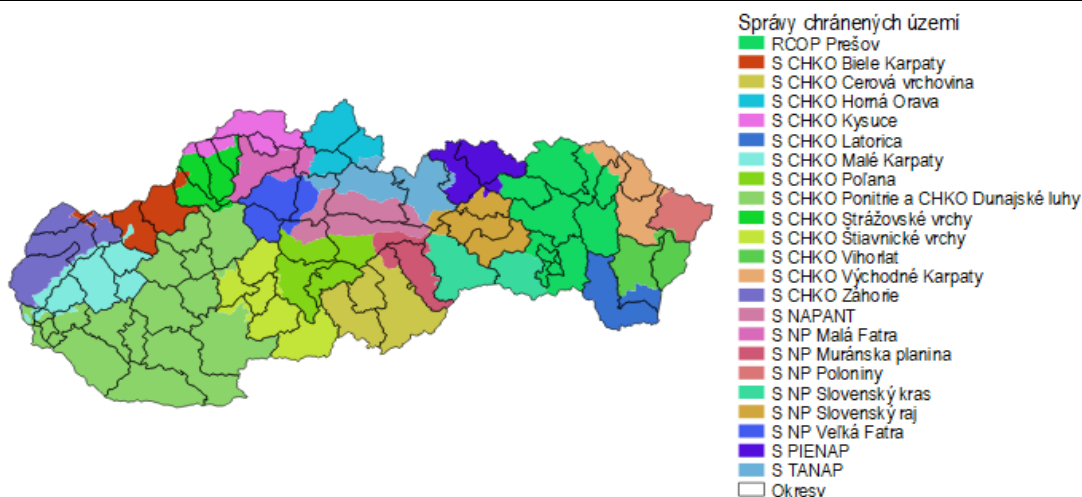 Správy chránených území
RCOP Prešov
S CHKO Biele Karpaty
S CHKO Cerová vrchovina
S CHKO Horná Orava
S CHKO Kysuce
S CHKO Latorica
S CHKO Malé Karpaty
S CHKO Poľana
S CHKO Ponitrie a CHKO Dunajské luhy
S CHKO Strážovské vrchy
S CHKO Štiavnické vrchy
S CHKO Vihorlat
S CHKO Východné Karpaty
S CHKO Záhorie
S NAPANT
S NP Malá Fatra
S NP Muránska planina
S NP Poloniny
S NP Slovenský kras
S NP Slovenský raj
S NP Veľká Fatra
S PIENAP
S TANAP
Okresy